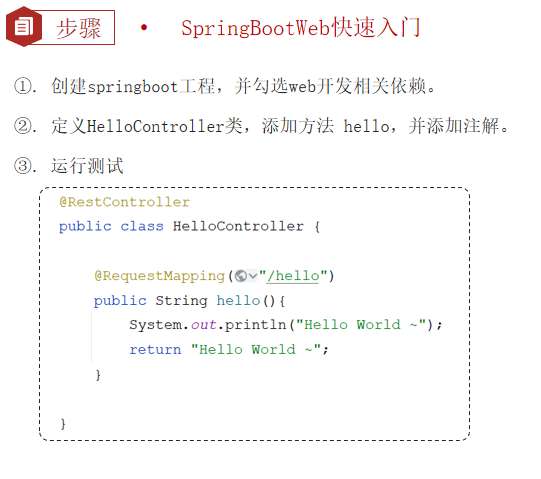 步骤
• SpringBootWeb快速入门
①. 创建springboot工程，并勾选web开发相关依赖。
②. 定义HelloController类，添加方法 hello，并添加注解。
③. 运行测试
@RestController
public class HelloController {
@RequestMapping("/hello")
public String hello(){
System.out.println("Hello World ~");
return "Hello World ~";
}
}